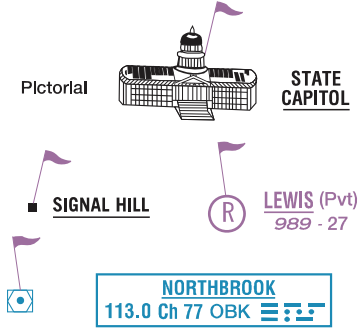 Pictorial
STATE
CAPITOL
SIGNAL HILL
R
LEWIS (Pvt)
989 - 27
NORTHBROOK
113.0 Ch 77 OBK